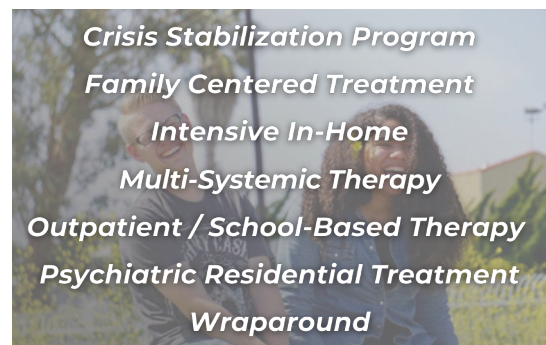 Crisis Stabilization Program
Family Centered Treatment
Intensive In-Home
Multi-Systemic Therapy
Outpatient / School-Based Therapy
Psychiatric Residential Treatment
Wraparound